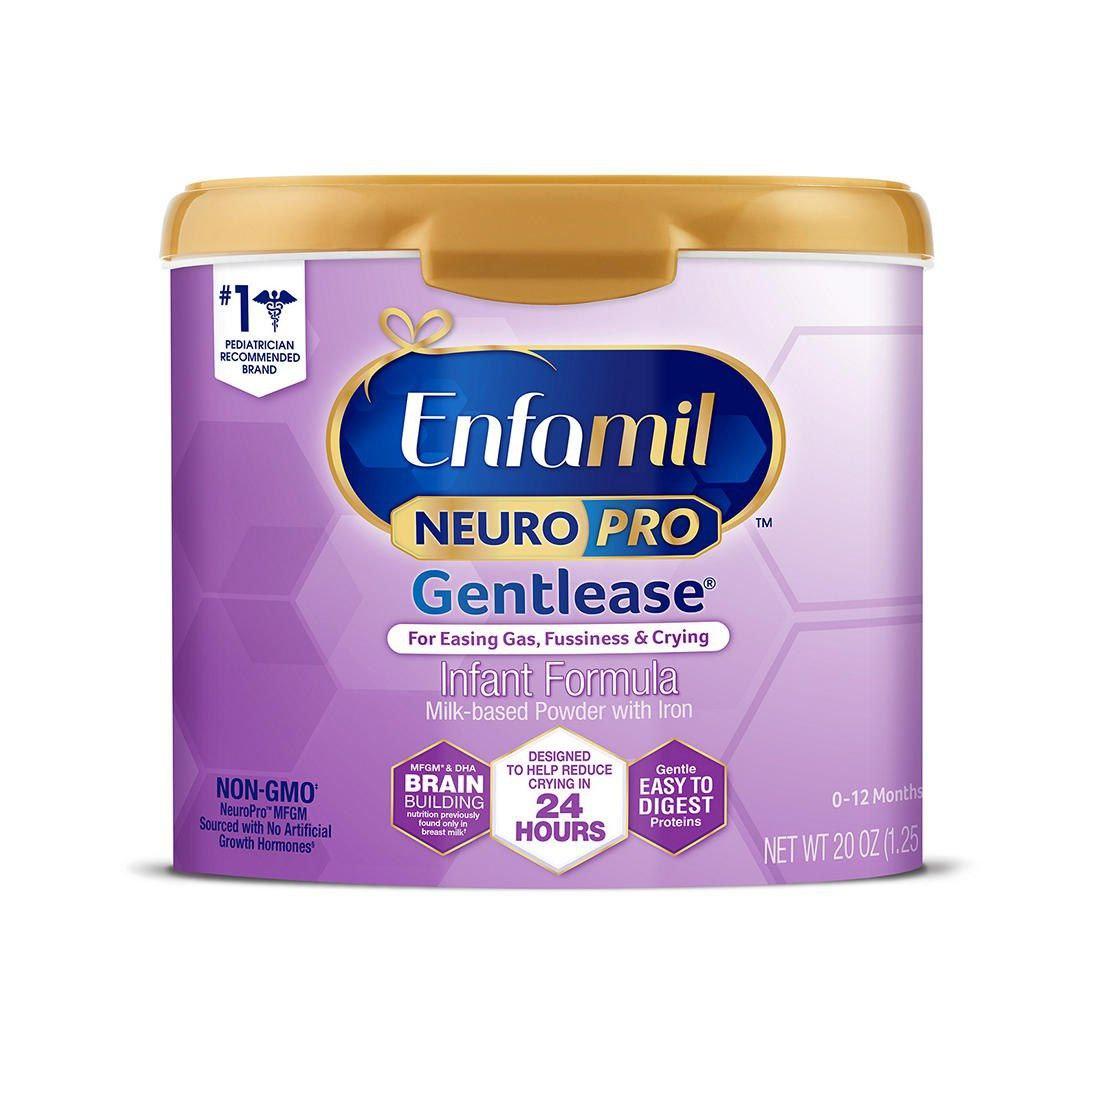 #1
PEDIATRICIAN
RECOMMENDED
BRAND
Enfamil
NEURO PRO™
Gentlease®
For Easing Gas, Fussiness & Crying
Infant Formula
Milk-based Powder with Iron
MFGM* & DHA
BRAIN
BUILDING
nutrition previously
found only in
breast milk†
DESIGNED
TO HELP REDUCE
CRYING IN
24
HOURS
Gentle
EASY TO
DIGEST
Proteins
NON-GMO‡
NeuroPro™ MFGM
Sourced with No Artificial
Growth Hormones§
0-12 Months
NET WT 20 OZ (1.25